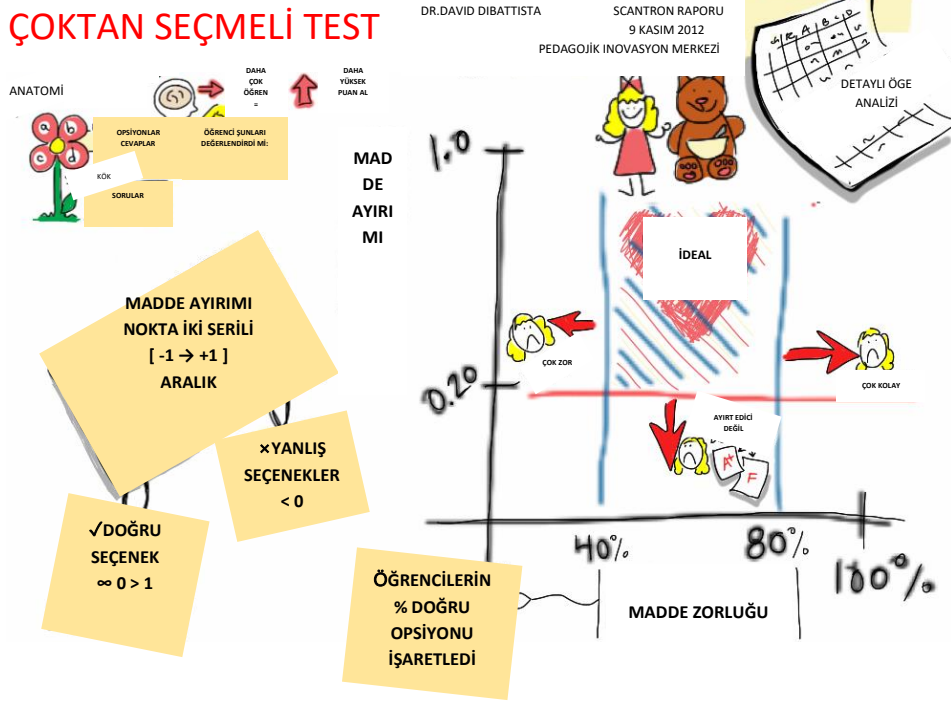 ÇOKTAN SEÇMELİ TEST
DR.DAVID DIBATTISTA
SCANTRON RAPORU
9 KASIM 2012
PEDAGOJİK INOVASYON MERKEZİ
DETAYLI ÖGE
ANALİZİ
ANATOMİ
DAHA
ÇOK
ÖĞREN
=
DAHA
YÜKSEK
PUAN AL
a b
c d
OPSİYONLAR
CEVAPLAR
ÖĞRENCİ ŞUNLARI
DEĞERLENDİRDİ Mİ:
KÖK
SORULAR
MAD
DE
AYIRI
MI
1.0
0.20
İDEAL
ÇOK ZOR
ÇOK KOLAY
AYIRT EDİCİ
DEĞİL
A+
F
MADDE AYIRIMI
NOKTA İKİ SERİLİ
[ -1 → +1 ]
ARALIK
×YANLIŞ
SEÇENEKLER
< 0
✓DOĞRU
SEÇENEK
∞ 0 > 1
40%
80%
100%
ÖĞRENCİLERİN
% DOĞRU
OPSİYONU
İŞARETLEDİ
MADDE ZORLUĞU